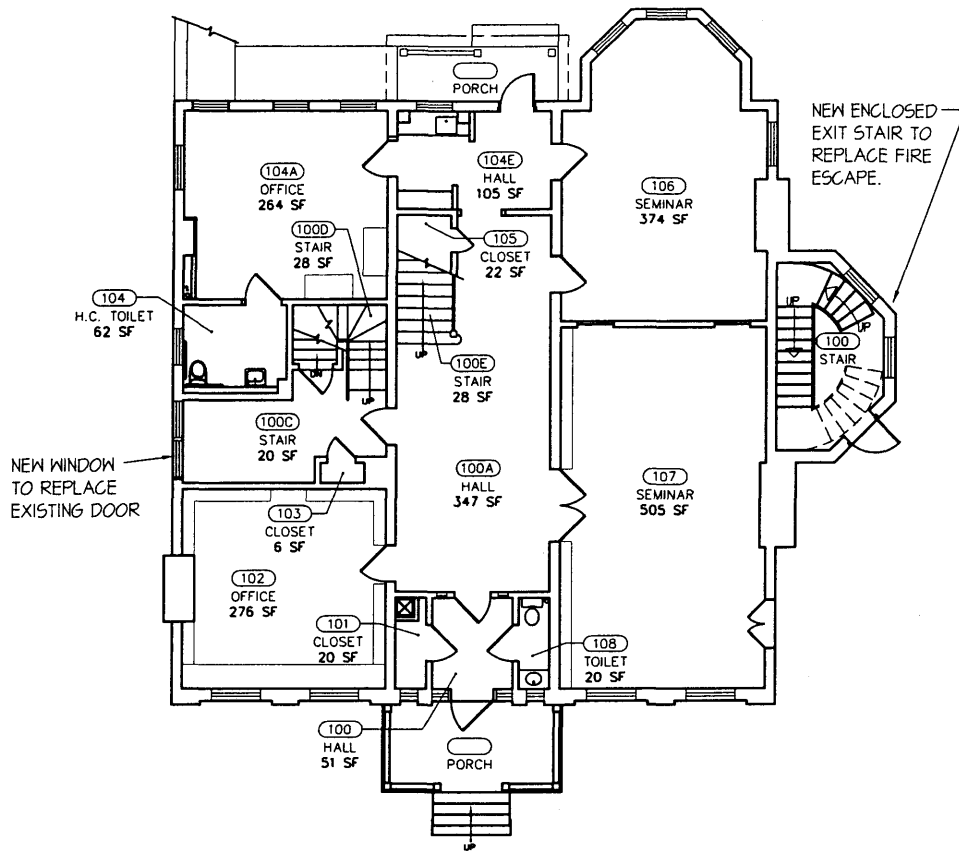 PORCH
NEW ENCLOSED
EXIT STAIR TO
REPLACE FIRE
ESCAPE.
104A
OFFICE
264 SF
104E
HALL
105 SF
106
SEMINAR
374 SF
100D
STAIR
28 SF
105
CLOSET
22 SF
104
H.C. TOILET
62 SF
UP
UP
100
STAIR
UP
DN
100E
STAIR
28 SF
UP
100C
STAIR
20 SF
NEW WINDOW
TO REPLACE
EXISTING DOOR
100A
HALL
347 SF
107
SEMINAR
505 SF
103
CLOSET
6 SF
102
OFFICE
276 SF
101
CLOSET
20 SF
108
TOILET
20 SF
100
HALL
51 SF
PORCH
UP